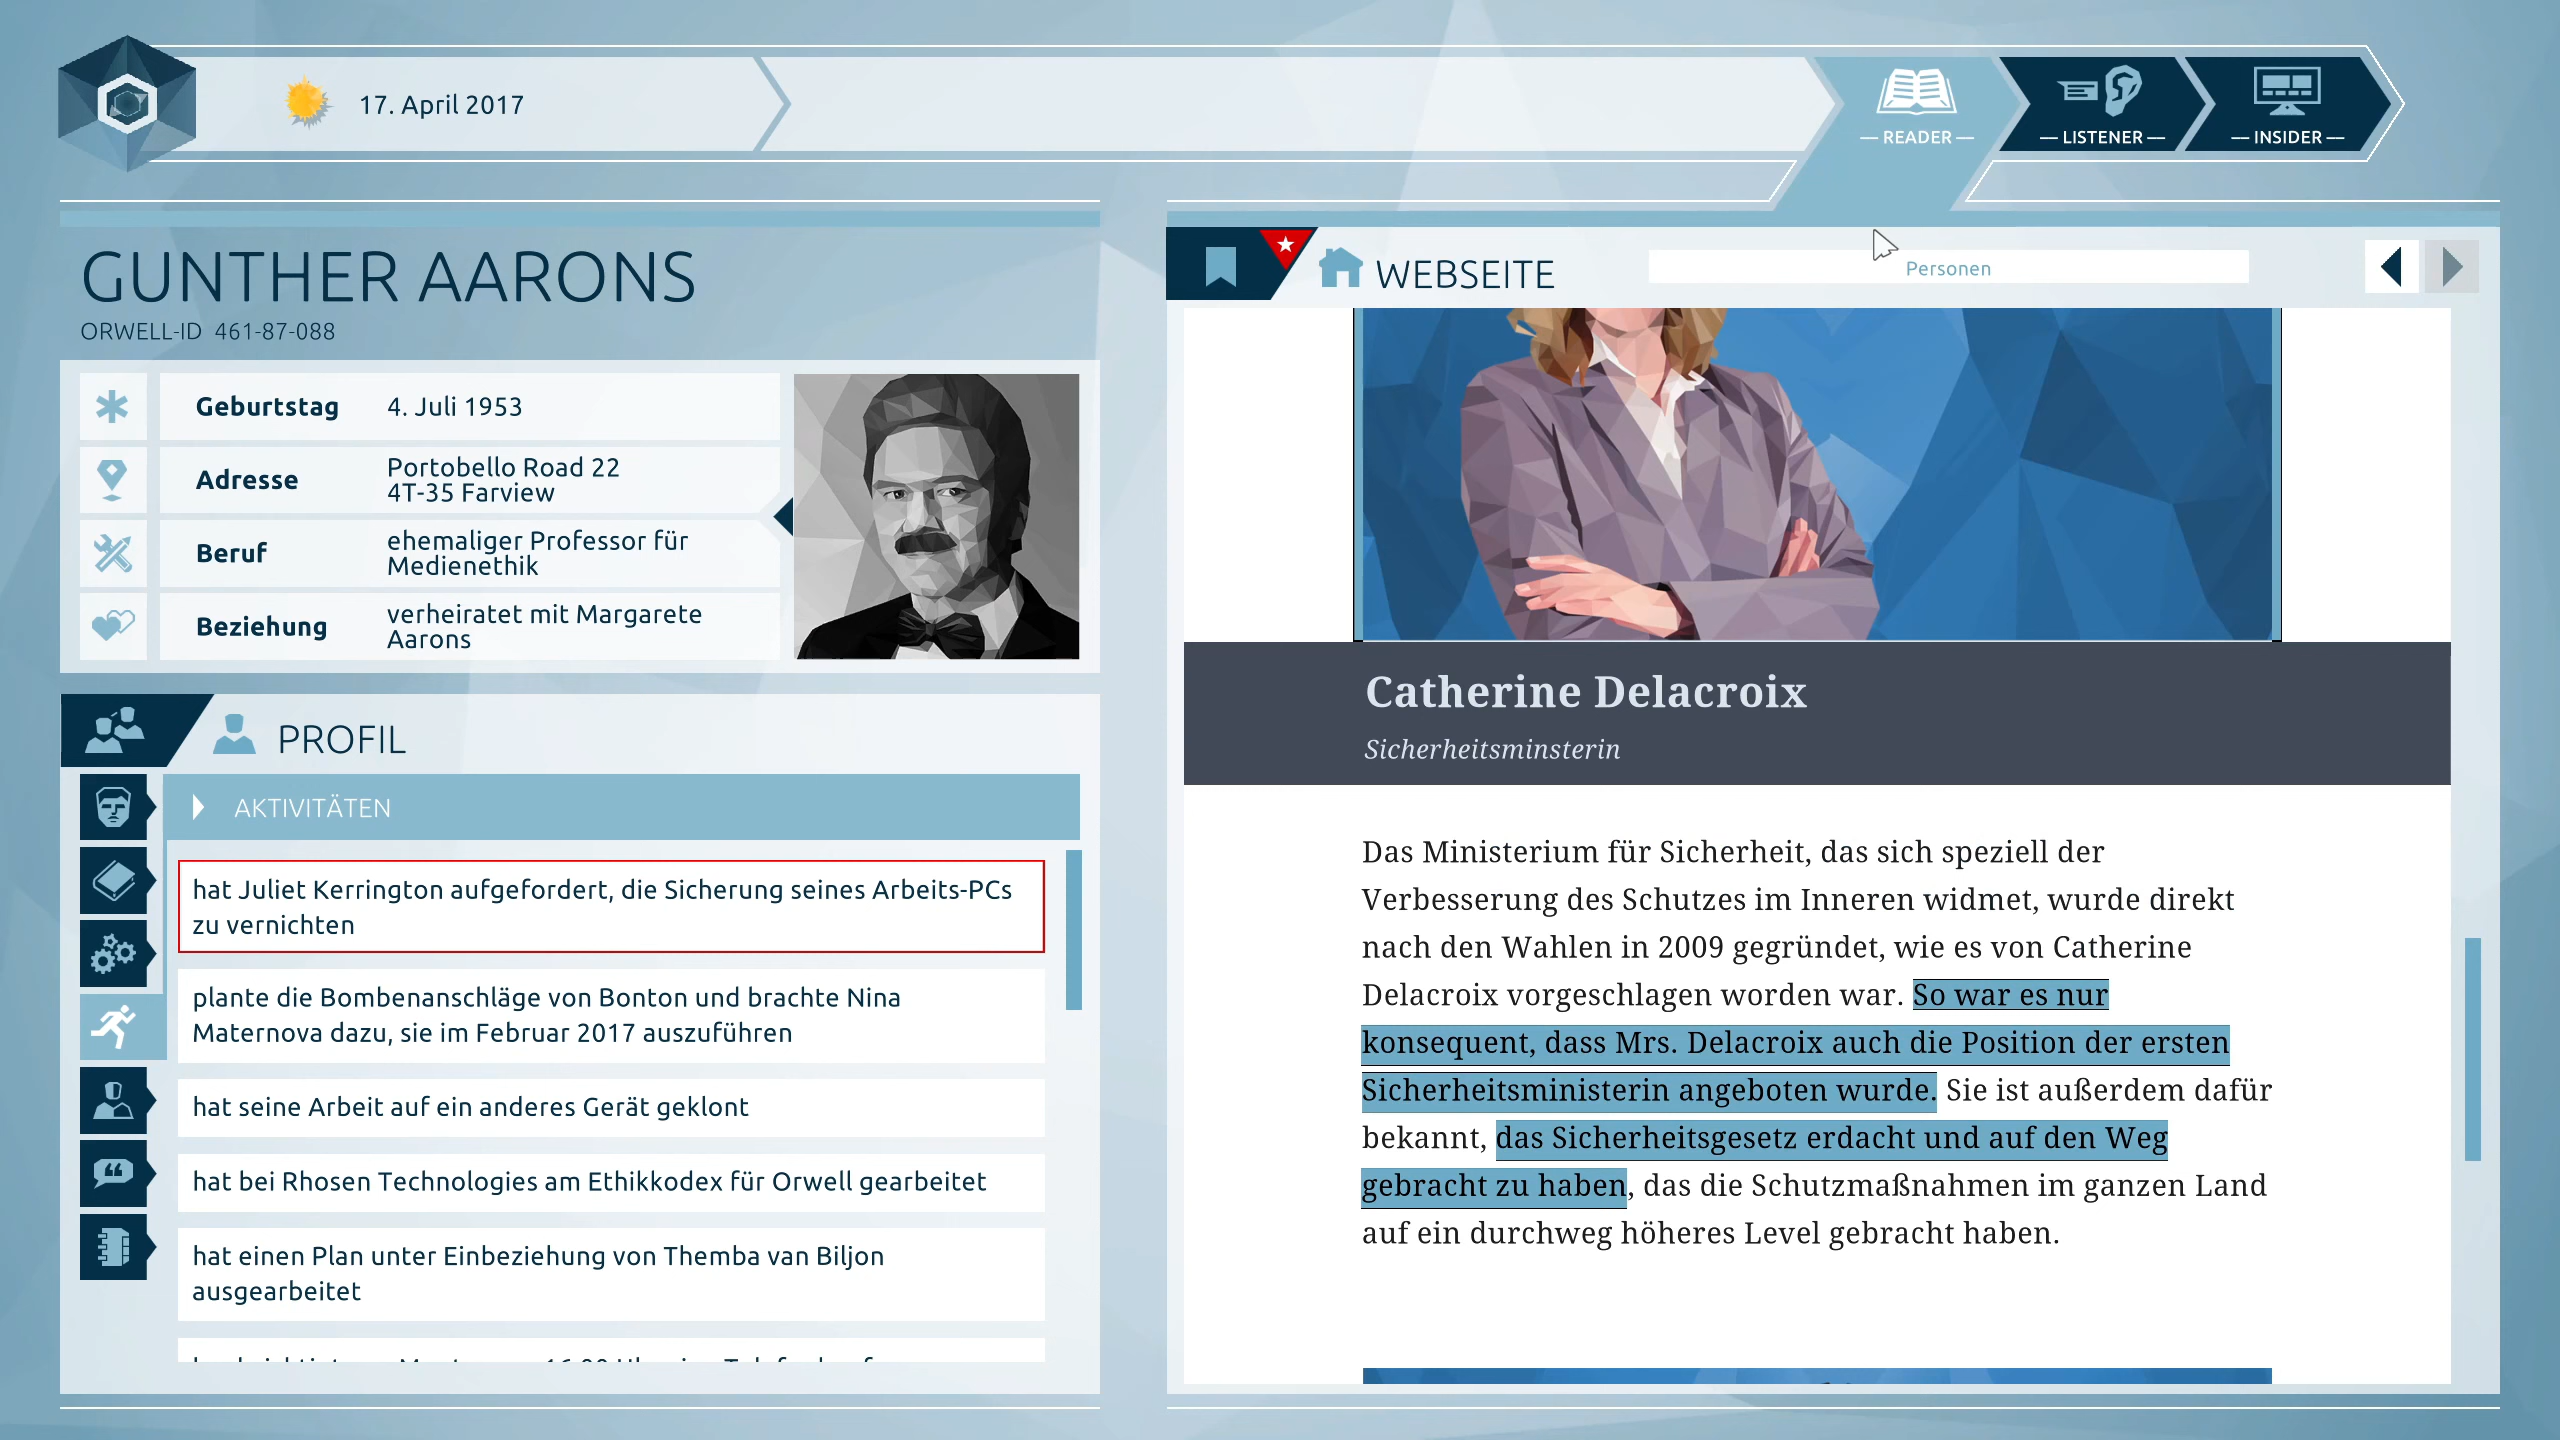 17. April 2017
READER
LISTENER
INSIDER
GUNTHER AARONS
ORWELL-ID 461-87-088
Geburtstag 4. Juli 1953
Adresse Portobello Road 22
4T-35 Farview
Beruf ehemaliger Professor für
Medienethik
Beziehung verheiratet mit Margarete
Aarons
PROFIL
AKTIVITÄTEN
hat Juliet Kerrington aufgefordert, die Sicherung seines Arbeits-PCs
zu vernichten
plante die Bombenanschläge von Bonton und brachte Nina
Maternova dazu, sie im Februar 2017 auszuführen
hat seine Arbeit auf ein anderes Gerät geklont
hat bei Rhosen Technologies am Ethikkodex für Orwell gearbeitet
hat einen Plan unter Einbeziehung von Themba van Biljon
ausgearbeitet
WEBSEITE
Personen
Catherine Delacroix
Sicherheitsminsterin
Das Ministerium für Sicherheit, das sich speziell der
Verbesserung des Schutzes im Inneren widmet, wurde direkt
nach den Wahlen in 2009 gegründet, wie es von Catherine
Delacroix vorgeschlagen worden war. So war es nur
konsequent, dass Mrs. Delacroix auch die Position der ersten
Sicherheitsministerin angeboten wurde. Sie ist außerdem dafür
bekannt, das Sicherheitsgesetz erdacht und auf den Weg
gebracht zu haben, das die Schutzmaßnahmen im ganzen Land
auf ein durchweg höheres Level gebracht haben.